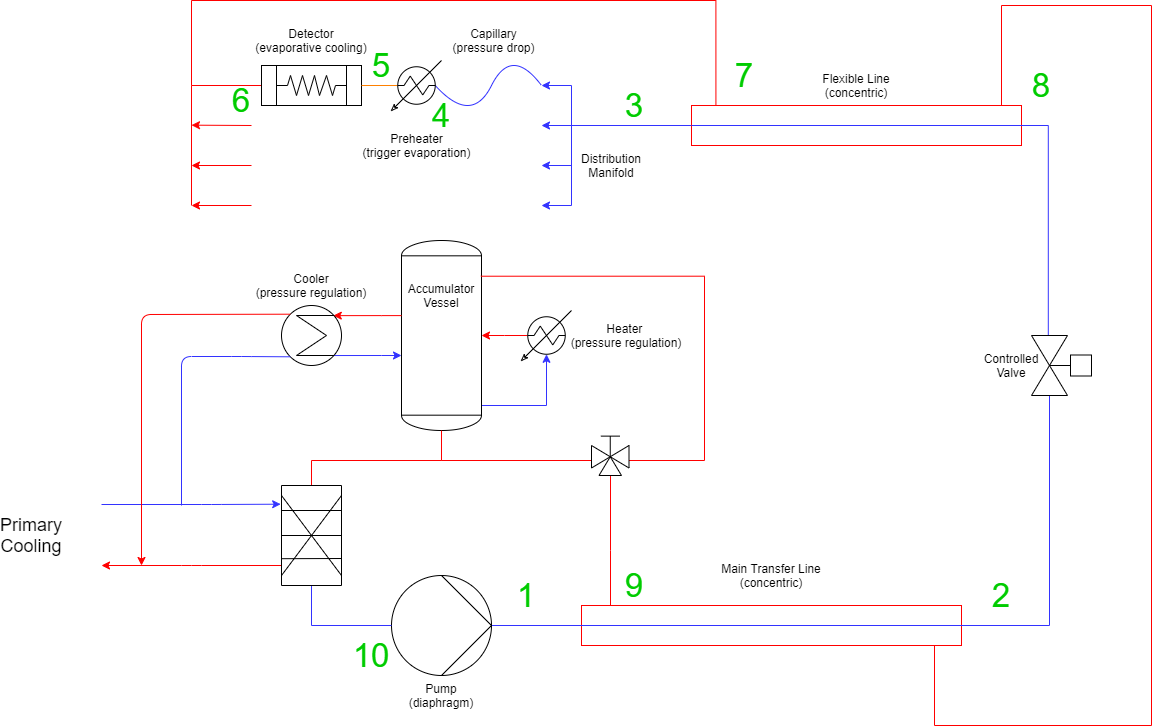 Detector
(evaporative cooling)
Capillary
(pressure drop)
5
6
4
Preheater
(trigger evaporation)
3
Distribution
Manifold
7
Flexible Line
(concentric)
8
Cooler
(pressure regulation)
Accumulator
Vessel
Heater
(pressure regulation)
Controlled
Valve
Primary
Cooling
10
Pump
(diaphragm)
1
9
Main Transfer Line
(concentric)
2